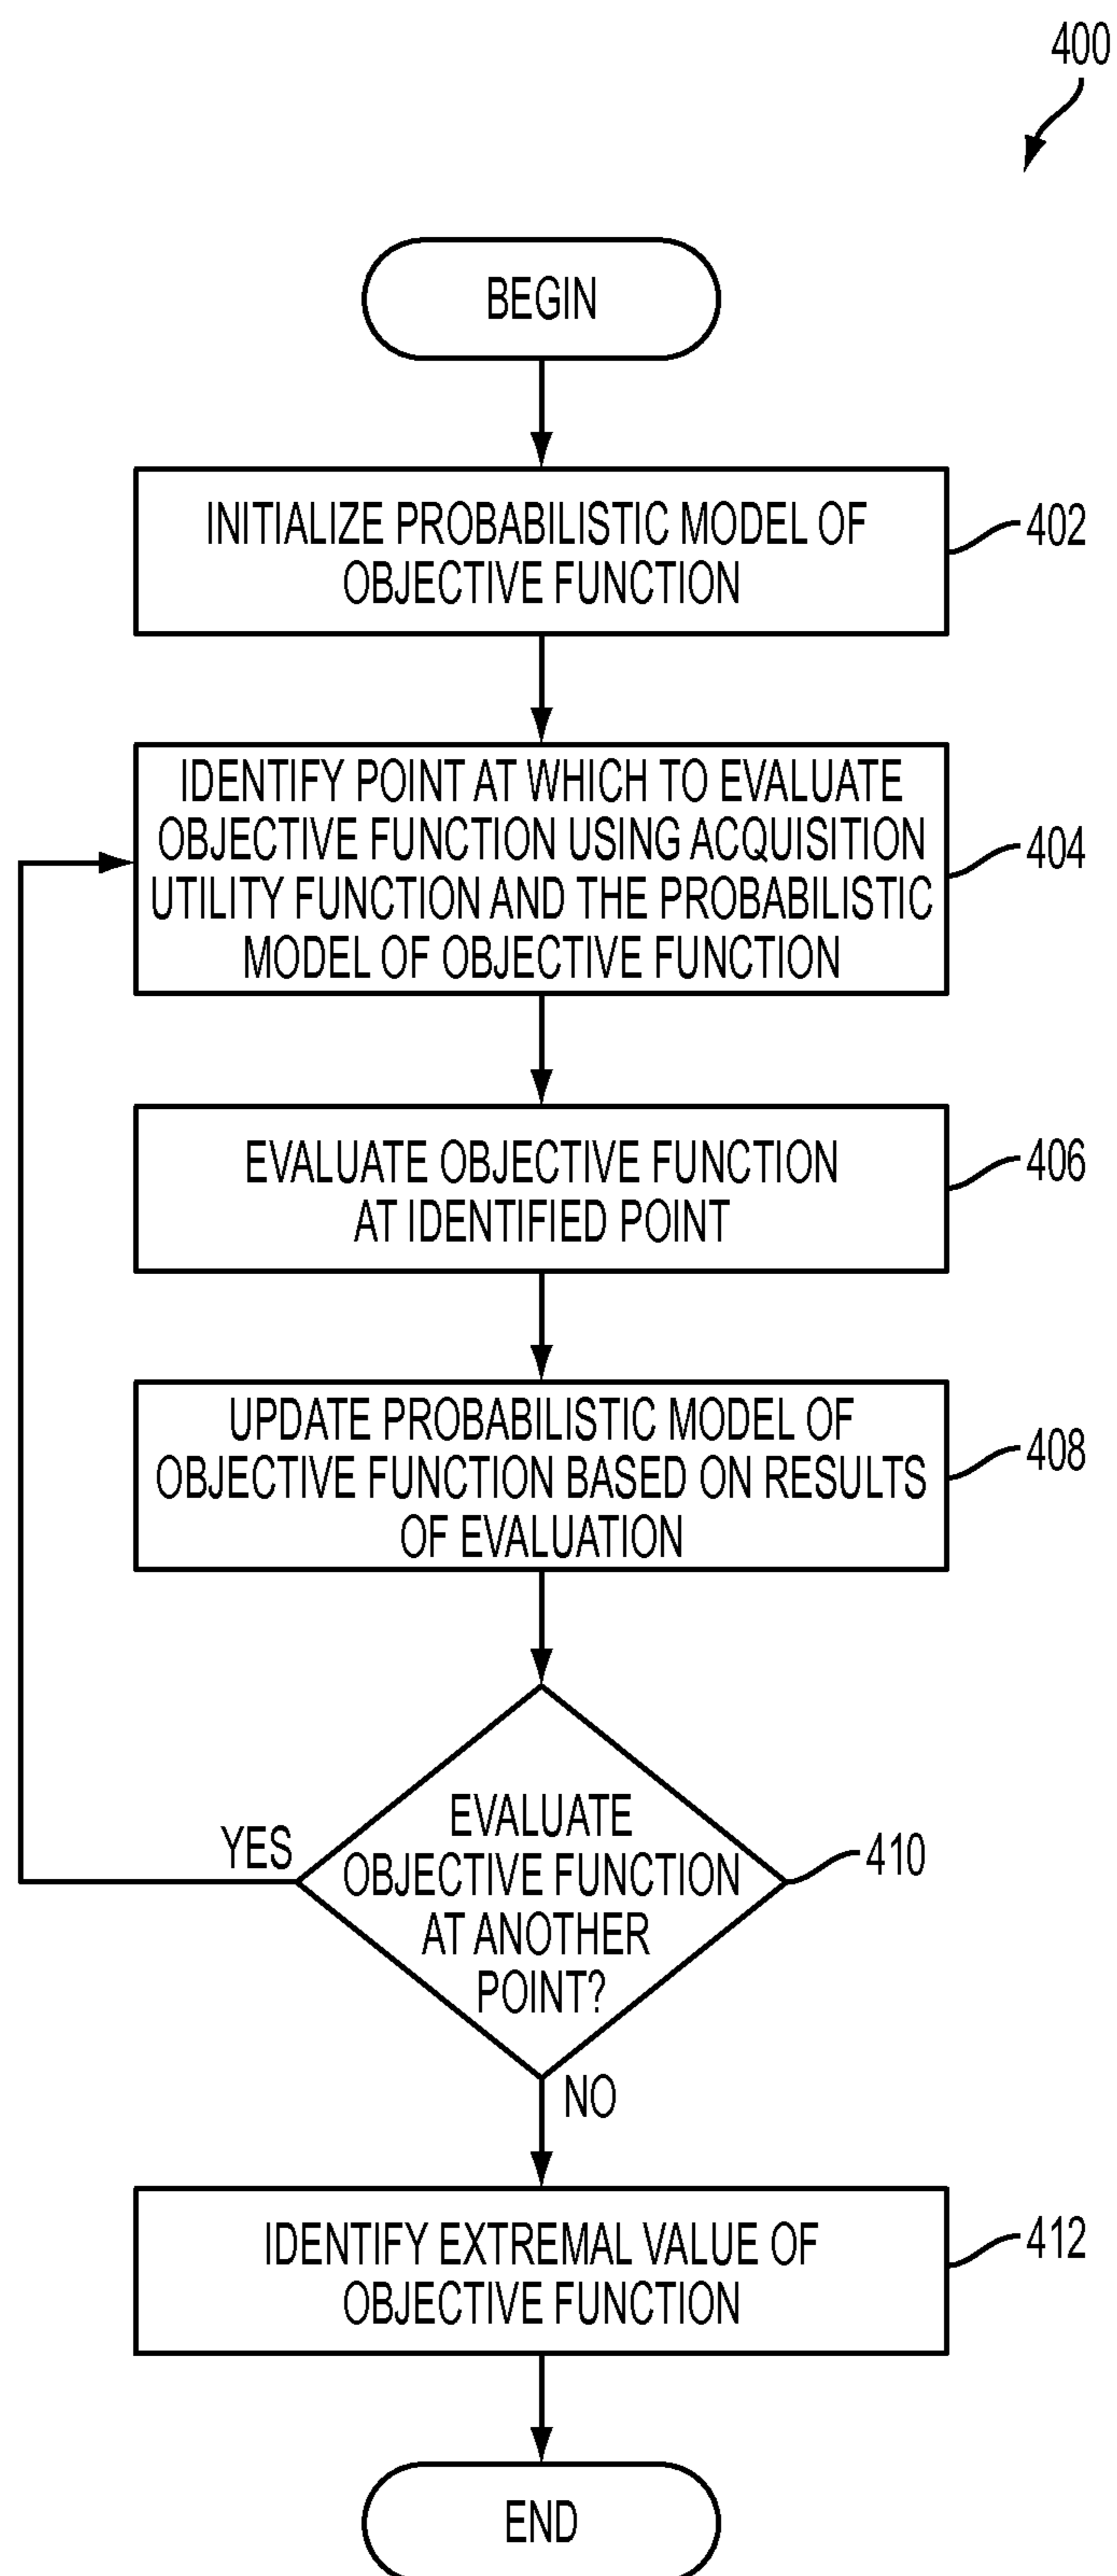 400
BEGIN
INITIALIZE PROBABILISTIC MODEL OF
OBJECTIVE FUNCTION
402
IDENTIFY POINT AT WHICH TO EVALUATE
OBJECTIVE FUNCTION USING ACQUISITION
UTILITY FUNCTION AND THE PROBABILISTIC
MODEL OF OBJECTIVE FUNCTION
404
EVALUATE OBJECTIVE FUNCTION
AT IDENTIFIED POINT
406
UPDATE PROBABILISTIC MODEL OF
OBJECTIVE FUNCTION BASED ON RESULTS
OF EVALUATION
408
YES
EVALUATE
OBJECTIVE FUNCTION
AT ANOTHER
POINT?
410
NO
IDENTIFY EXTREMAL VALUE OF
OBJECTIVE FUNCTION
412
END